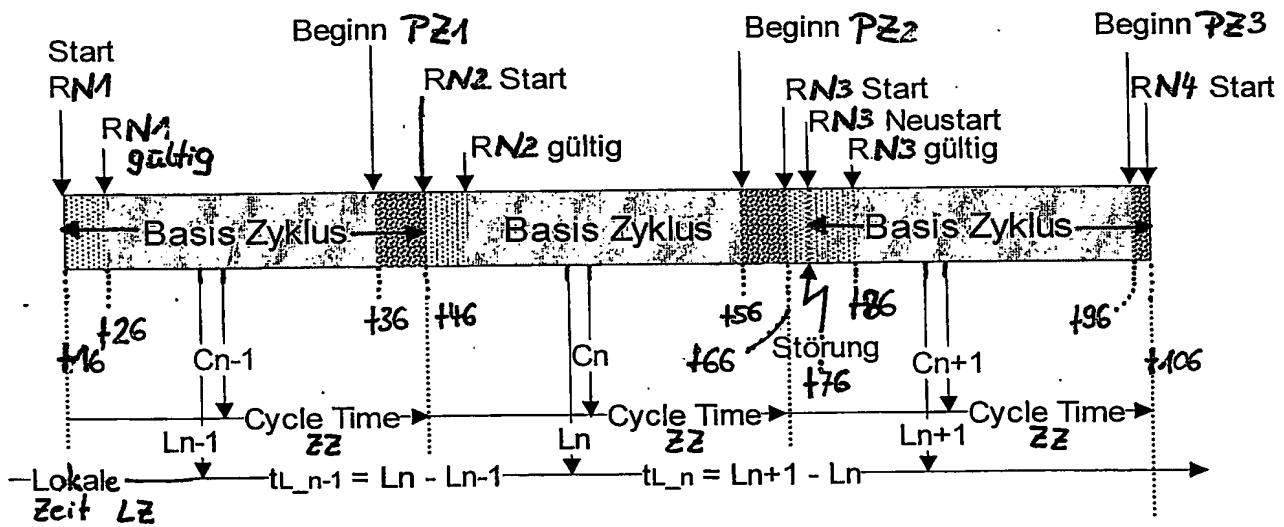 Beginn PZ1
Beginn PZ2
Beginn PZ3
Start
RN1
RN2 Start
RN3 Start
RN4 Start
RN1
gültig
RN2 gültig
RN3 Neustart
RN3 gültig
Basis Zyklus
Basis Zyklus
Basis Zyklus
t16
t26
t36
t46
t56
t66
Störung
t76
t86
t96
t106
Cn-1
Cn
Cn+1
Cycle Time
ZZ
Cycle Time
ZZ
Cycle Time
ZZ
Ln-1
Ln
Ln+1
Lokale
Zeit LZ
tL_n-1 = Ln - Ln-1
tL_n = Ln+1 - Ln